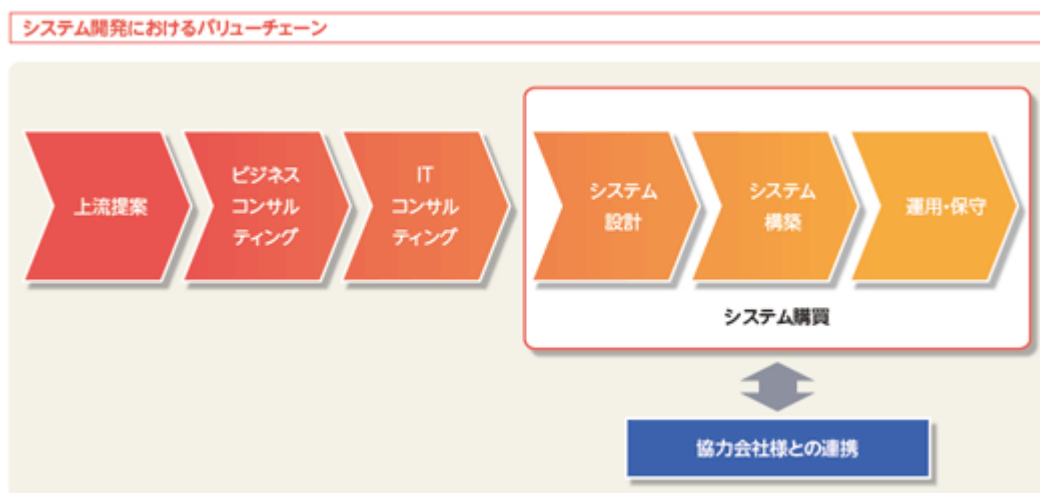 システム開発におけるバリューチェーン
上流提案
ビジネス
コンサル
ティング
IT
コンサル
ティング
システム
設計
システム
構築
運用・保守
システム購買
協力会社様との連携